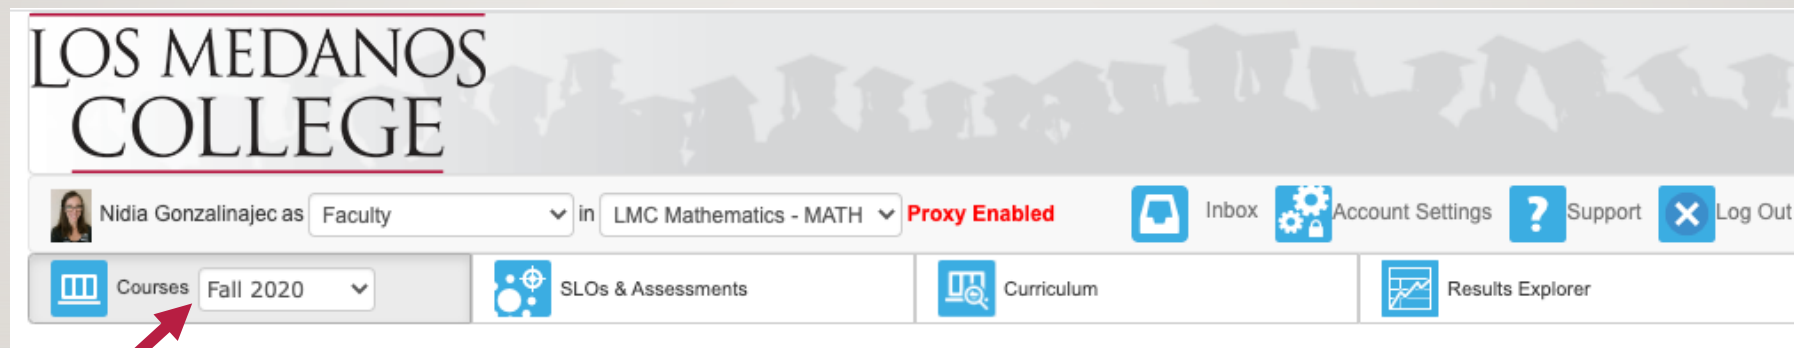 LOS MEDANOS
COLLEGE
Nidia Gonzalinajec as Faculty in LMC Mathematics - MATH Proxy Enabled Inbox Account Settings ? Support Log Out
Courses Fall 2020 SLOs & Assessments Curriculum Results Explorer